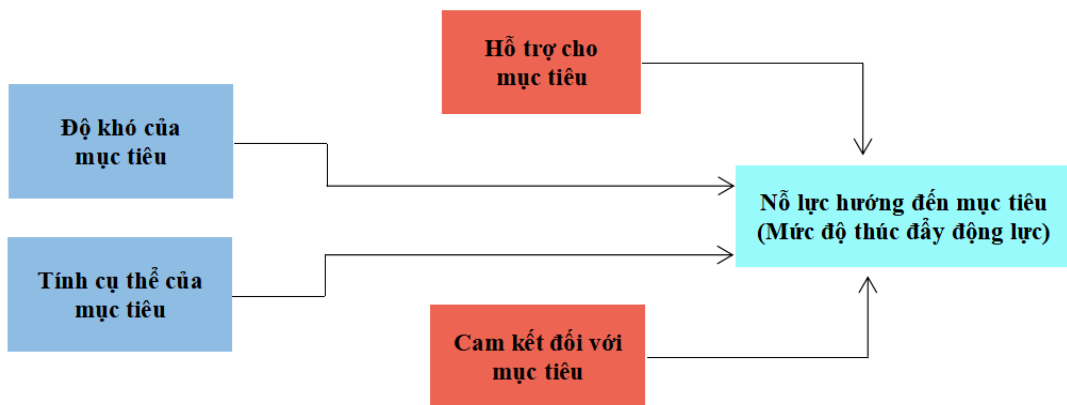 Hỗ trợ cho
mục tiêu
Độ khó của
mục tiêu
Nỗ lực hướng đến mục tiêu
(Mức độ thúc đẩy động lực)
Tính cụ thể của
mục tiêu
Cam kết đối với
mục tiêu